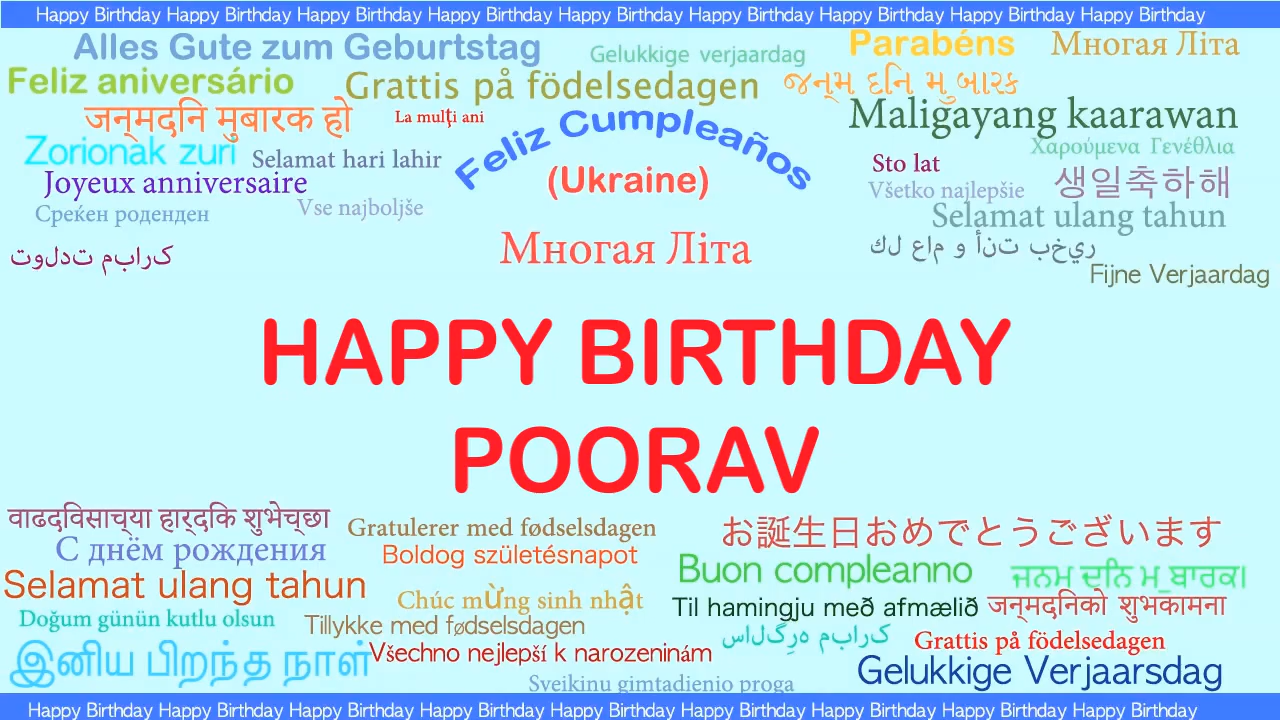 Happy Birthday Happy Birthday Happy Birthday Happy Birthday Happy Birthday Happy Birthday Happy Birthday Happy Birthday Happy Birthday
Alles Gute zum Geburtstag
Gelukkige verjaardag
Parabéns
Многая Літа
Feliz aniversário
Grattis på födelsedagen
જન્મ દિન મુબારક
जन्मदिन मुबारक हो
La mulţi ani
Feliz Cumpleaños
Maligayang kaarawan
Zorionak zuri
Selamat hari lahir
Χαρούμενα Γενέθλια
Joyeux anniversaire
(Ukraine)
Sto lat
Všetko najlepšie
생일축하해
Среќен роденден
Vse najboljše
Selamat ulang tahun
Многая Літа
تولدت مبارک
كل عام و أنت بخير
Fijne Verjaardag
HAPPY BIRTHDAY
POORAV
वाढदिवसाच्या हार्दिक शुभेच्छा
Gratulerer med fødselsdagen
お誕生日おめでとうございます
С днём рождения
Boldog születésnapot
Buon compleanno
ਜਨਮ ਦਿਨ ਮੁਬਾਰਕ।
Selamat ulang tahun
Chúc mừng sinh nhật
Til hamingju með afmælið
जन्मदिनको शुभकामना
Doğum günün kutlu olsun
Tillykke med fødselsdagen
سالگرہ مبارک
Grattis på födelsedagen
இனிய பிறந்த நாள்
Všechno nejlepší k narozeninám
Gelukkige Verjaarsdag
Sveikinu gimtadienio proga
Happy Birthday Happy Birthday Happy Birthday Happy Birthday Happy Birthday Happy Birthday Happy Birthday Happy Birthday Happy Birthday